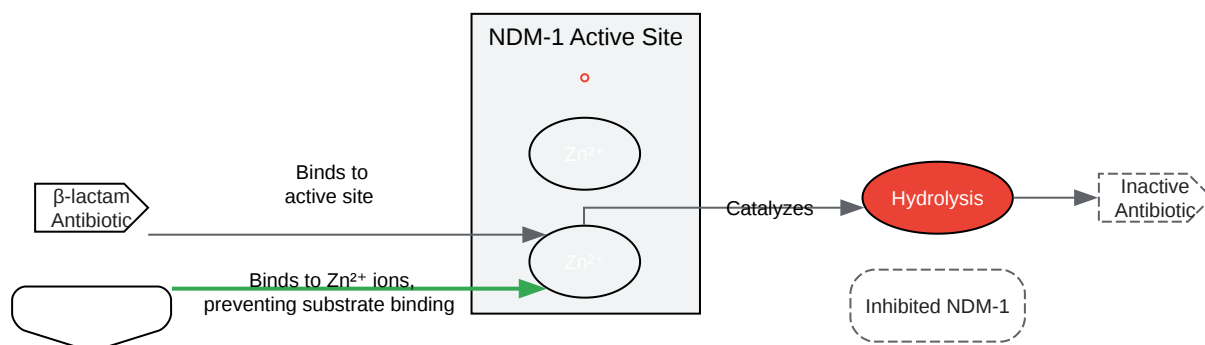 NDM-1 Active Site
Zn²⁺
Binds to
active site
β-lactam
Antibiotic
Catalyzes
Hydrolysis
Inactive
Antibiotic
Zn²⁺
Binds to Zn²⁺ ions,
preventing substrate binding
Inhibited NDM-1